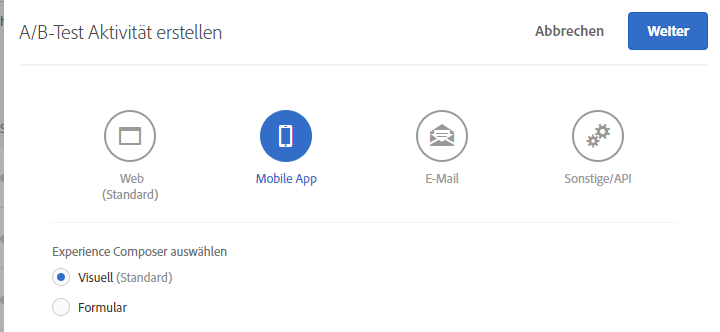 A/B-Test Aktivität erstellen
Abbrechen
Weiter
Web
(Standard)
Mobile App
E-Mail
Sonstige/API
Experience Composer auswählen
Visuell (Standard)
Formular